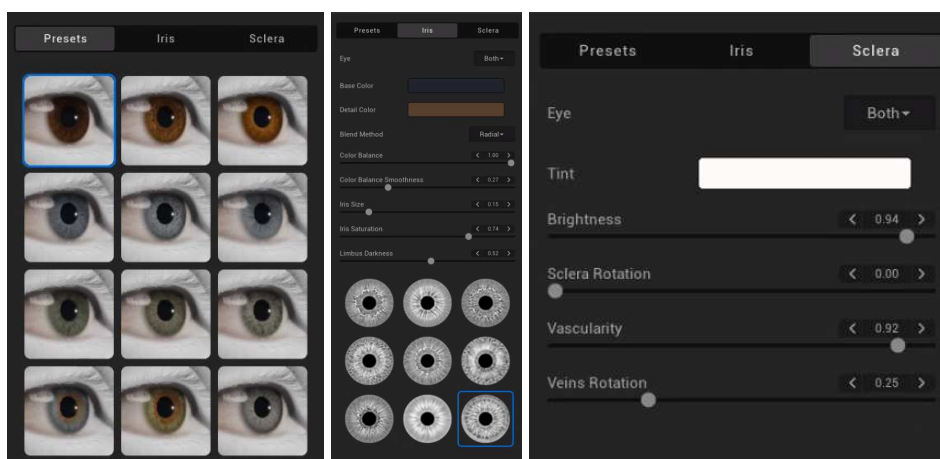 Presets Iris Sclera
Presets Iris Sclera
Eye Both
Base Color
Detail Color
Blend Method Radial
Color Balance < 1.00 >
Color Balance Smoothness < 0.27 >
Iris Size < 0.15 >
Iris Saturation < 0.74 >
Limbus Darkness < 0.52 >
Presets Iris Sclera
Eye Both
Tint
Brightness < 0.94 >
Sclera Rotation < 0.00 >
Vascularity < 0.92 >
Veins Rotation < 0.25 >